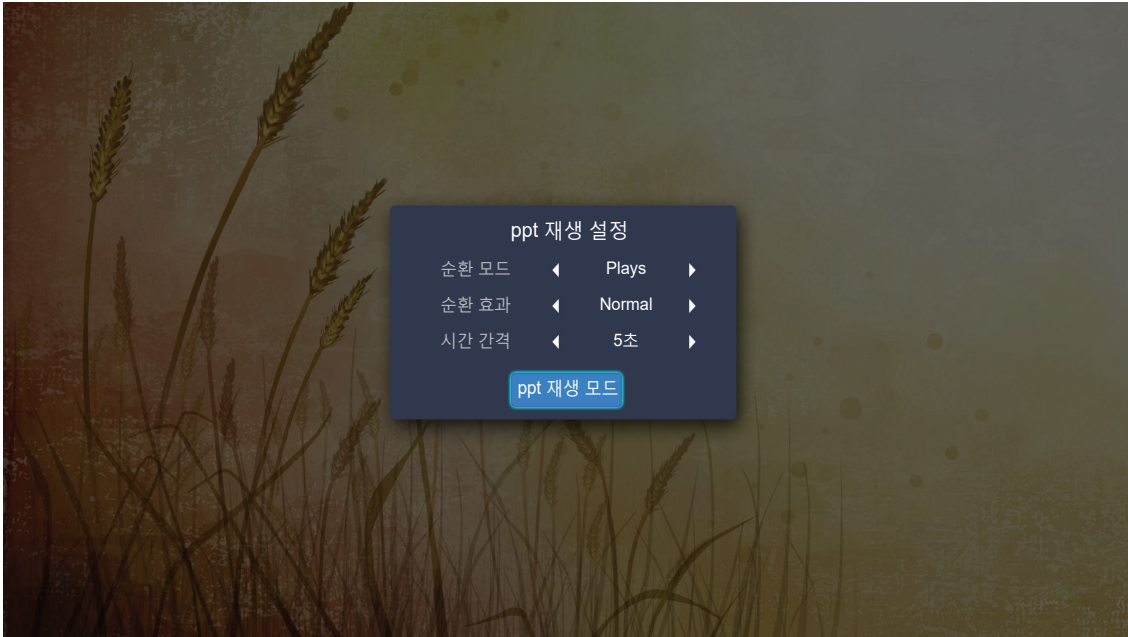 ppt 재생 설정
순환 모드 Plays
순환 효과 Normal
시간 간격 5초
ppt 재생 모드